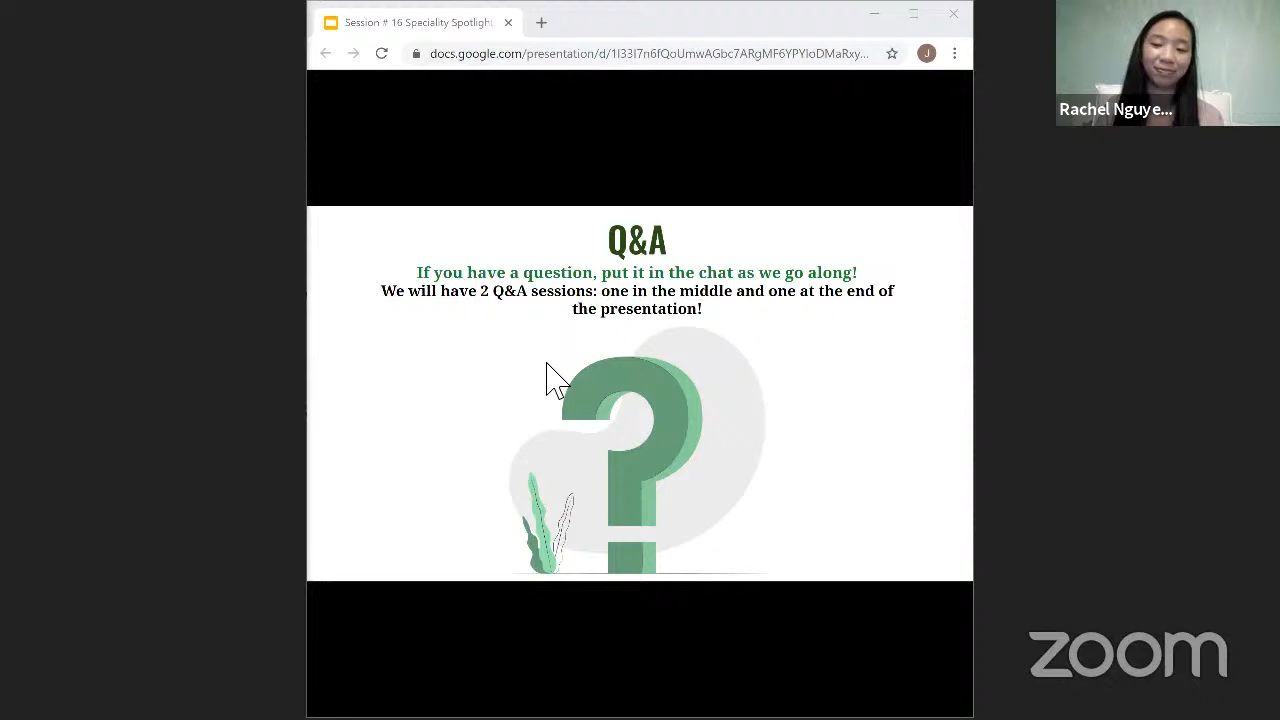 Session # 16 Speciality Spotlight
docs.google.com/presentation/d/1I33I7n6fQoUmwAGbc7ARgMF6YPYIoDMaRxy...
J
Rachel Nguye...
Q&A
If you have a question, put it in the chat as we go along!
We will have 2 Q&A sessions: one in the middle and one at the end of
the presentation!
zoom